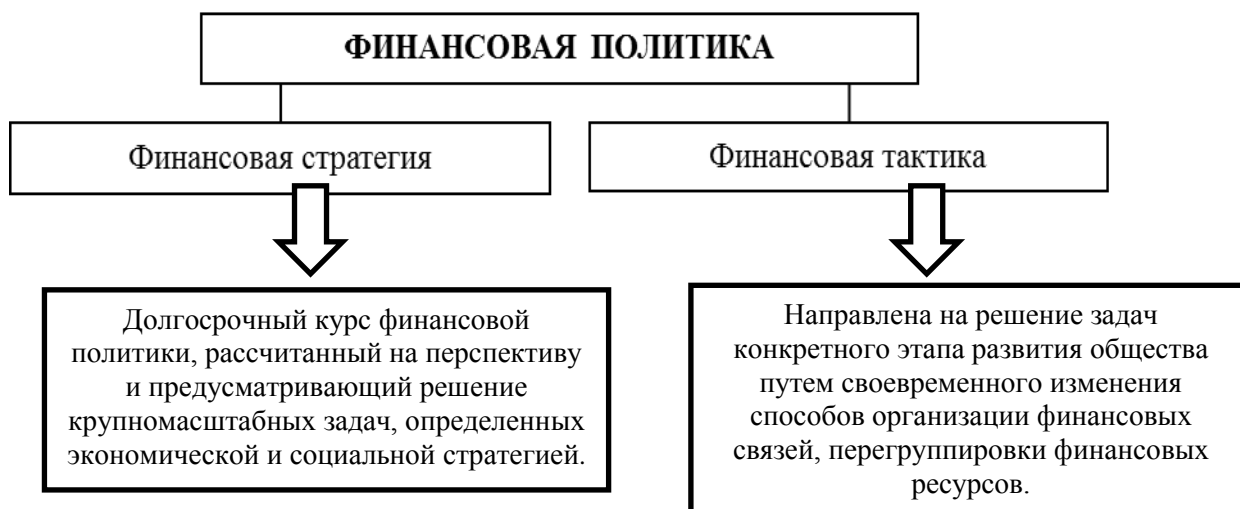 ФИНАНСОВАЯ ПОЛИТИКА
Финансовая стратегия
Финансовая тактика
Долгосрочный курс финансовой
политики, рассчитанный на перспективу
и предусматривающий решение
крупномасштабных задач, определенных
экономической и социальной стратегией.
Направлена на решение задач
конкретного этапа развития общества
путем своевременного изменения
способов организации финансовых
связей, перегруппировки финансовых
ресурсов.